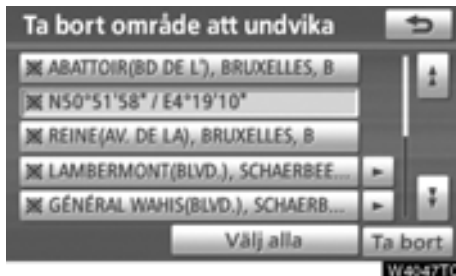 Ta bort område att undvika
ABATTOIR(BD DE L'), BRUXELLES, B
N50°51'58" / E4°19'10"
REINE(AV. DE LA), BRUXELLES, B
LAMBERMONT(BLVD.), SCHAERBEE...
GÉNÉRAL WAHIS(BLVD.), SCHAERB...
Välj alla
Ta bort
W4047TC